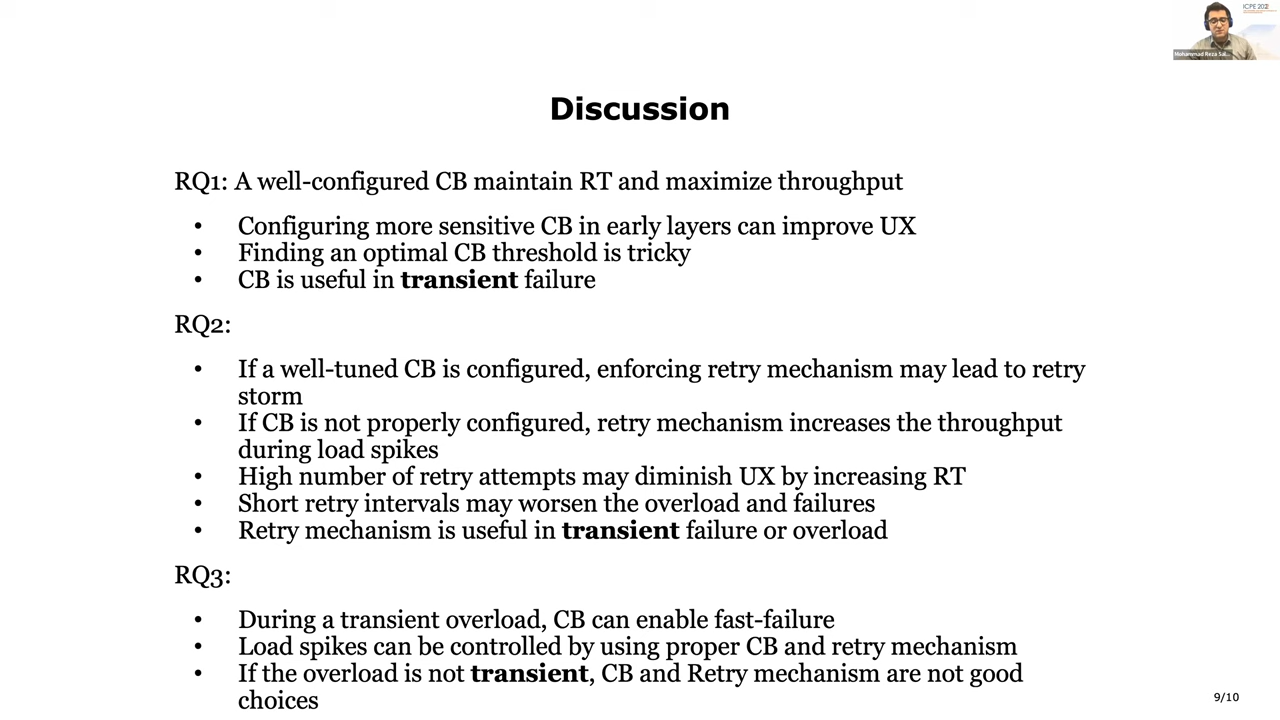 ICPE 2022
Mohammad Reza Sal...
Discussion
RQ1: A well-configured CB maintain RT and maximize throughput
• Configuring more sensitive CB in early layers can improve UX
• Finding an optimal CB threshold is tricky
• CB is useful in transient failure
RQ2:
• If a well-tuned CB is configured, enforcing retry mechanism may lead to retry
storm
• If CB is not properly configured, retry mechanism increases the throughput
during load spikes
• High number of retry attempts may diminish UX by increasing RT
• Short retry intervals may worsen the overload and failures
• Retry mechanism is useful in transient failure or overload
RQ3:
• During a transient overload, CB can enable fast-failure
• Load spikes can be controlled by using proper CB and retry mechanism
• If the overload is not transient, CB and Retry mechanism are not good
choices
9/10